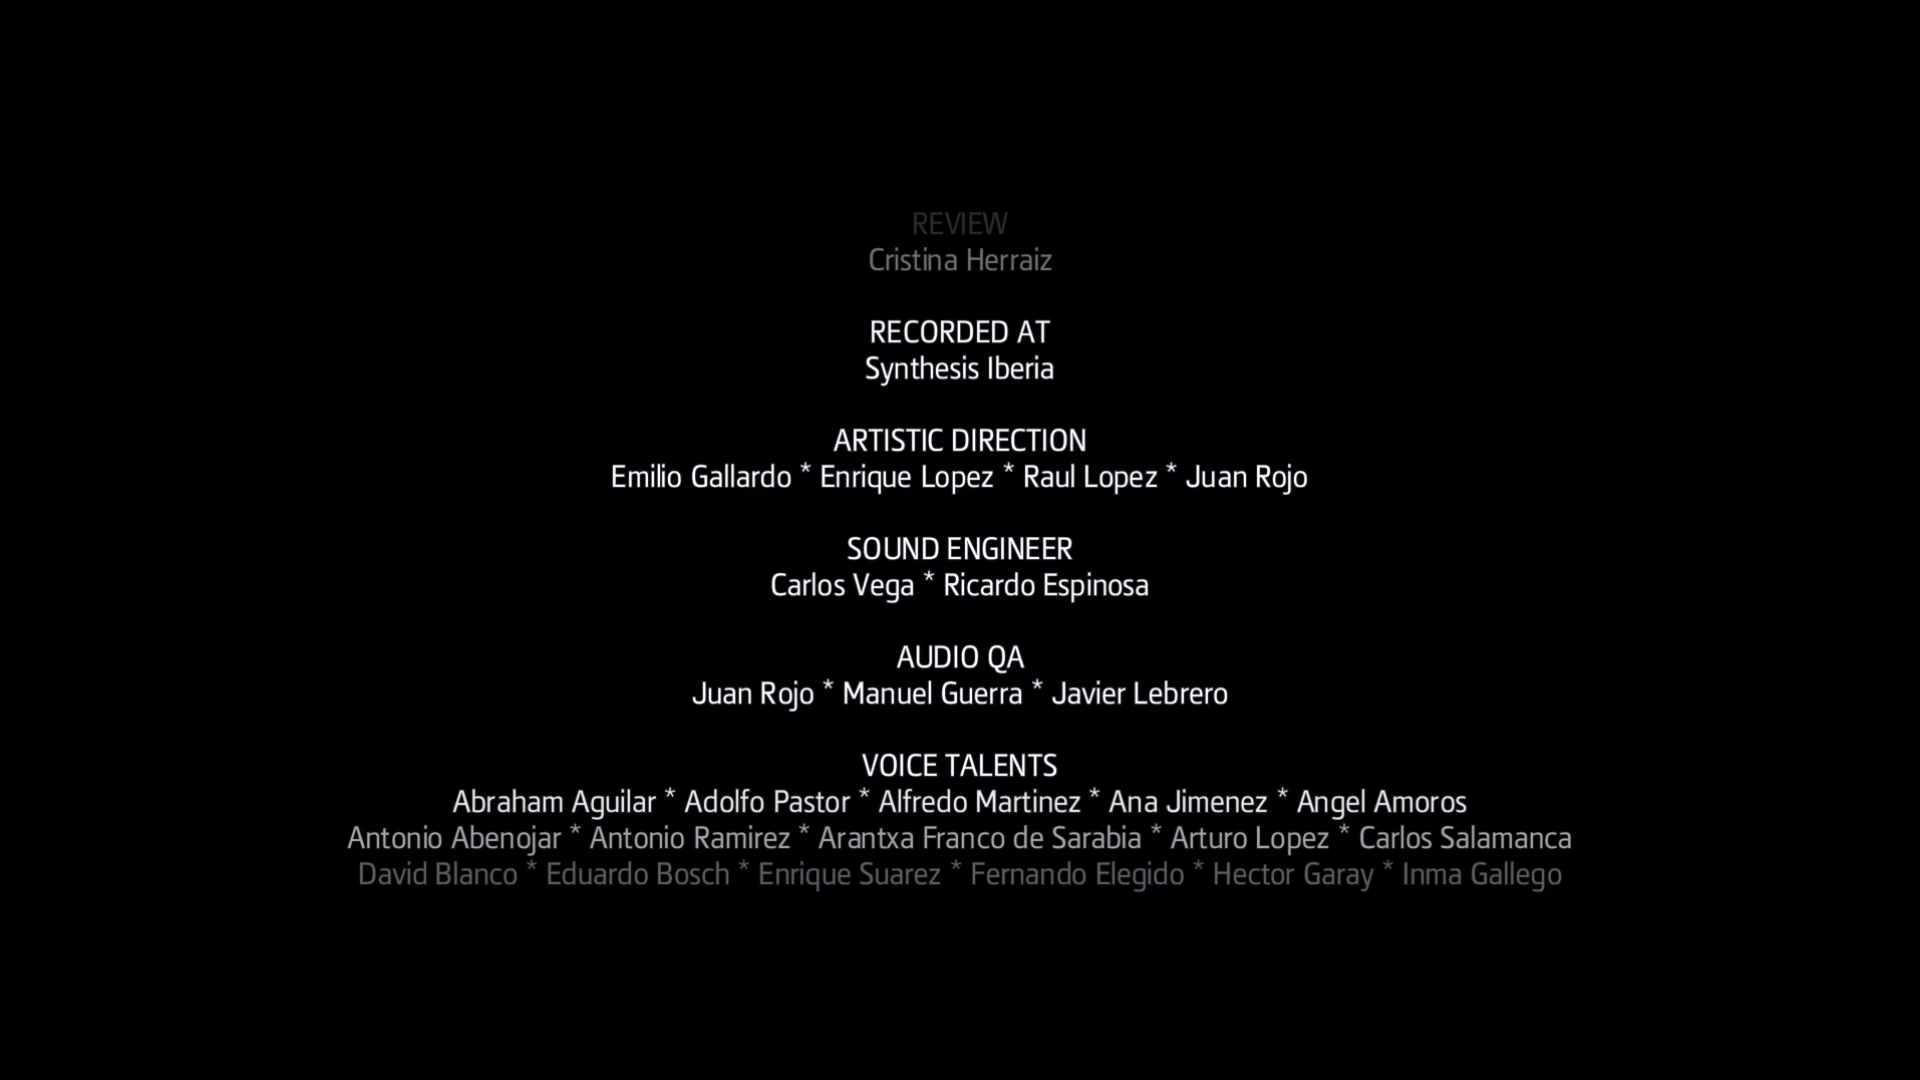 REVIEW
Cristina Herraiz
RECORDED AT
Synthesis Iberia
ARTISTIC DIRECTION
Emilio Gallardo * Enrique Lopez * Raul Lopez * Juan Rojo
SOUND ENGINEER
Carlos Vega * Ricardo Espinosa
AUDIO QA
Juan Rojo * Manuel Guerra * Javier Lebrero
VOICE TALENTS
Abraham Aguilar * Adolfo Pastor * Alfredo Martinez * Ana Jimenez * Angel Amoros
Antonio Abenojar * Antonio Ramirez * Arantxa Franco de Sarabia * Arturo Lopez * Carlos Salamanca
David Blanco * Eduardo Bosch * Enrique Suarez * Fernando Elegido * Hector Garay * Inma Gallego